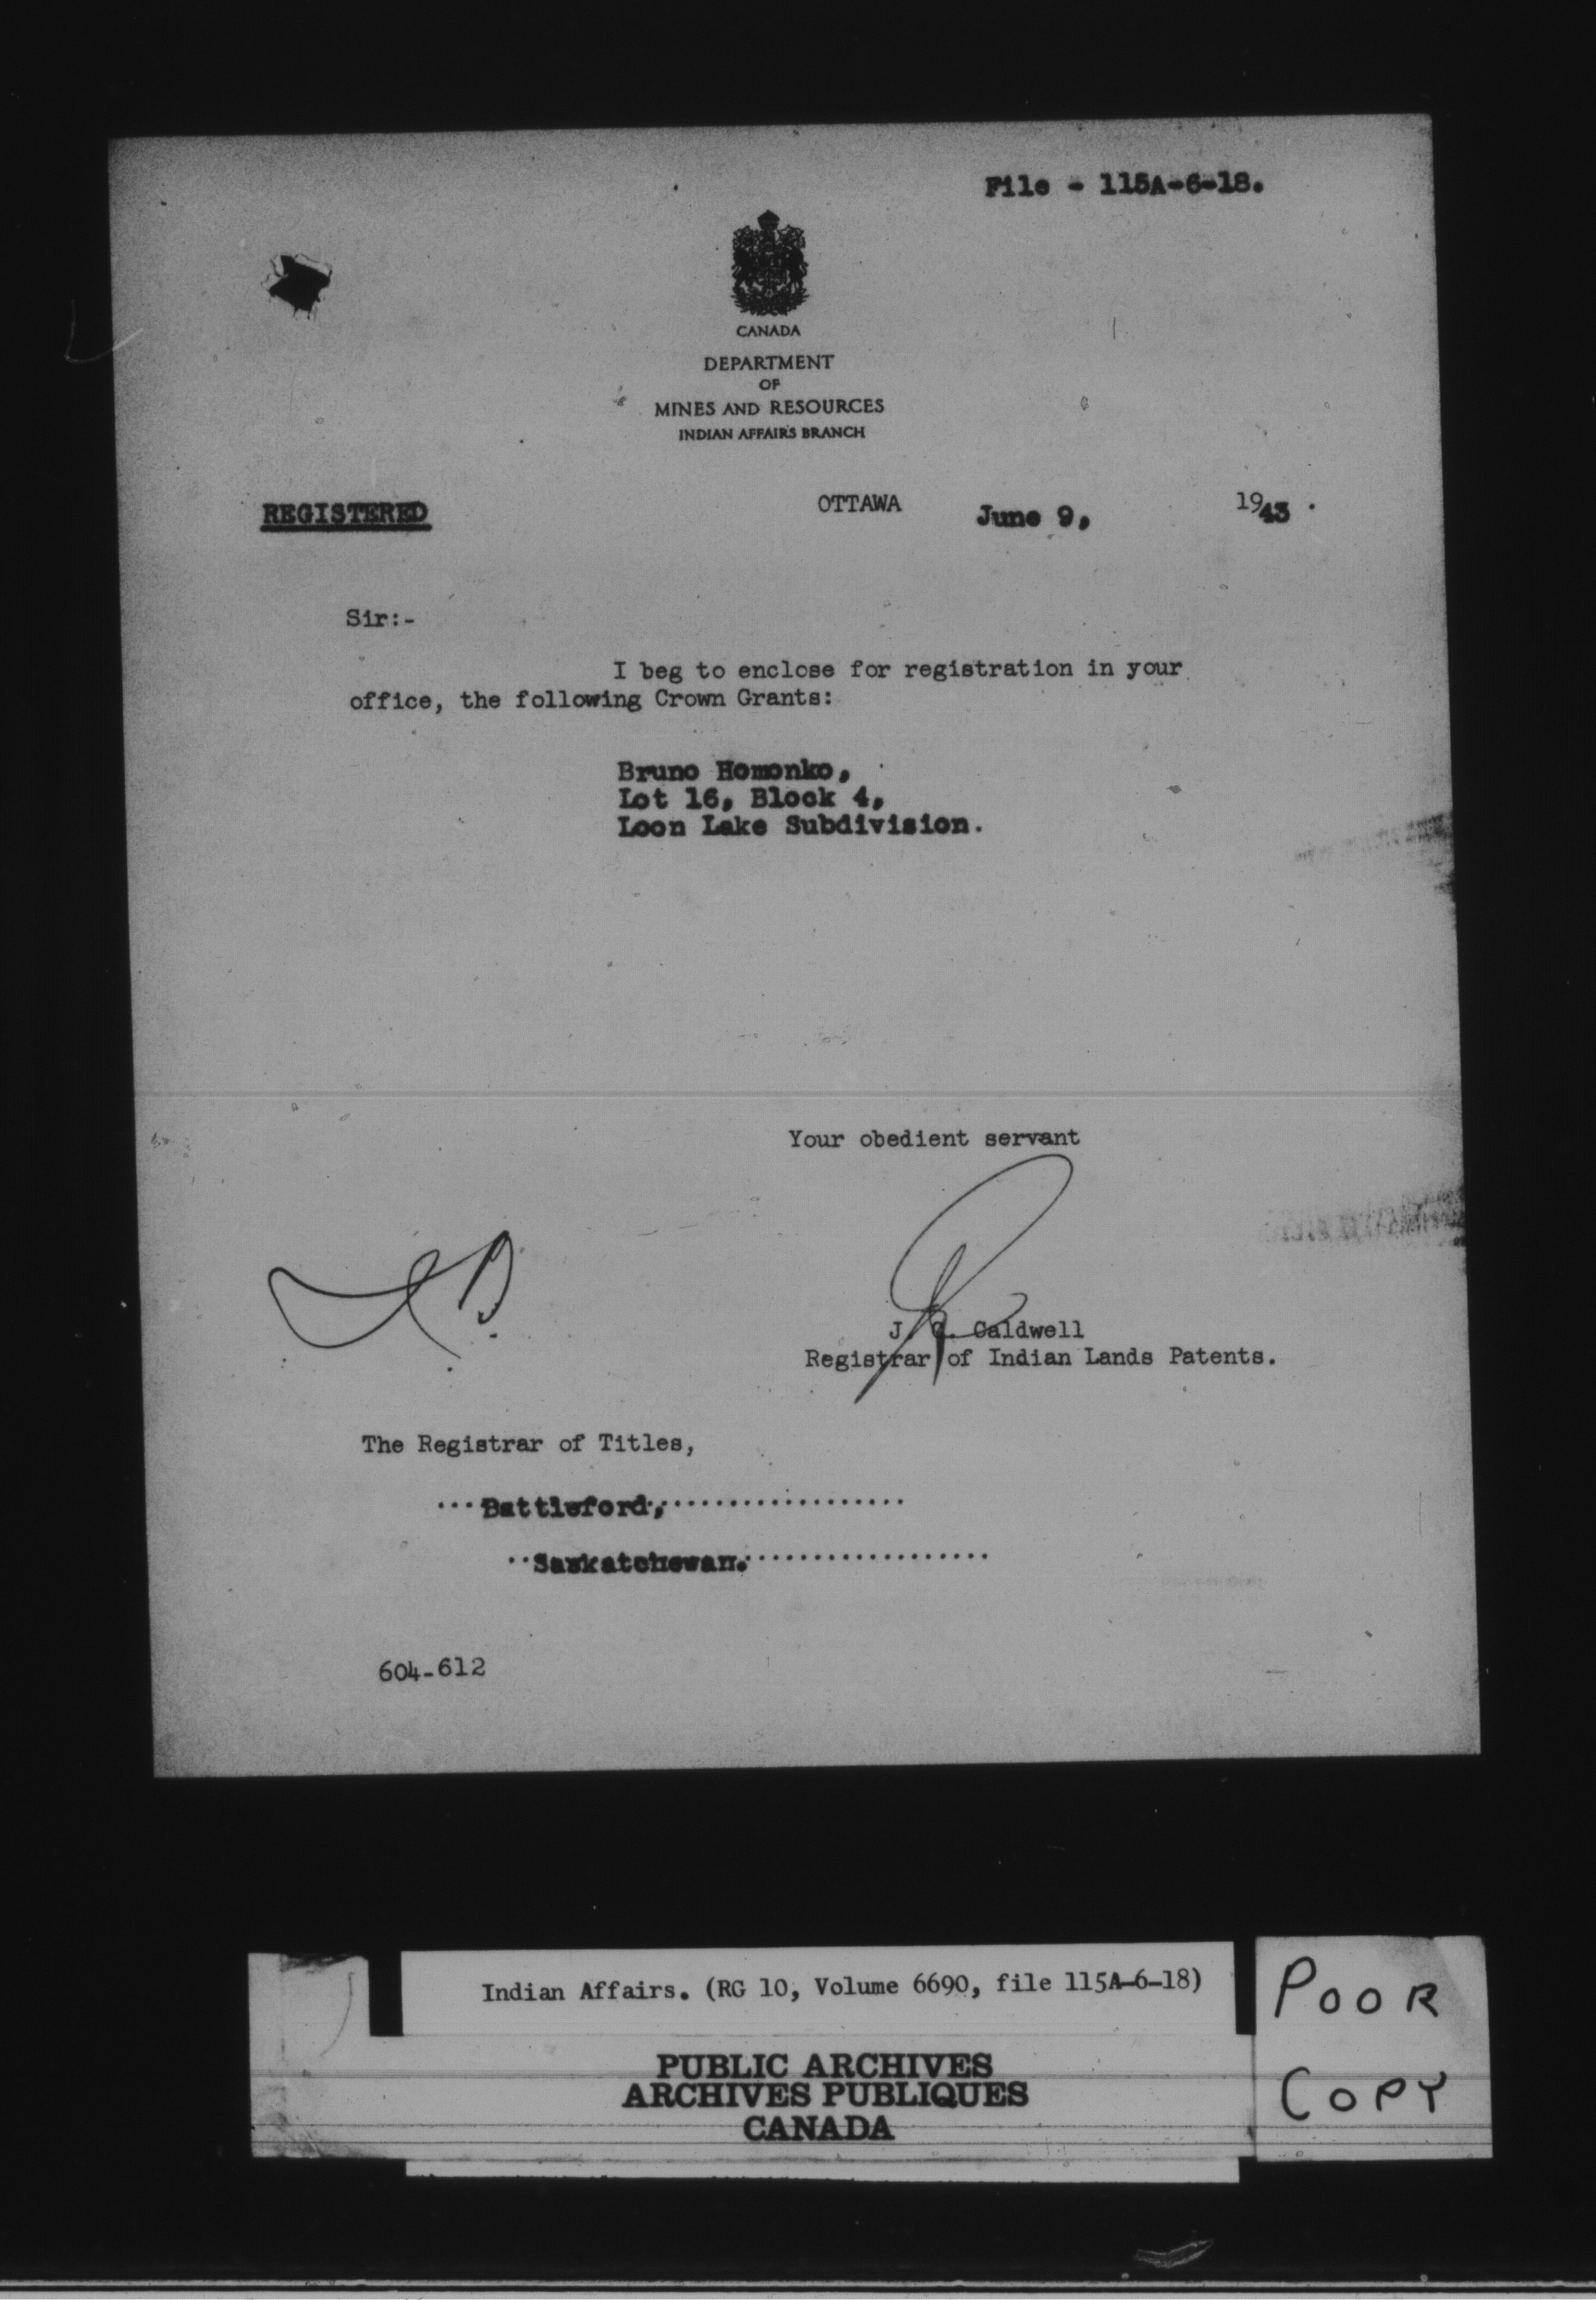 File - 115A-6-18.
CANADA
DEPARTMENT
OF
MINES AND RESOURCES
INDIAN AFFAIRS BRANCH
REGISTERED
OTTAWA June 9, 1943.
Sir:-
I beg to enclose for registration in your
office, the following Crown Grants:
Bruno Homonko,
Lot 16, Block 4,
Loon Lake Subdivision.
Your obedient servant
J. C. Caldwell
Registrar of Indian Lands Patents.
The Registrar of Titles,
...Battleford,...................
..Saskatchewan...................
604-612
Indian Affairs. (RG 10, Volume 6690, file 115A-6-18)
PUBLIC ARCHIVES
ARCHIVES PUBLIQUES
CANADA
POOR
COPY